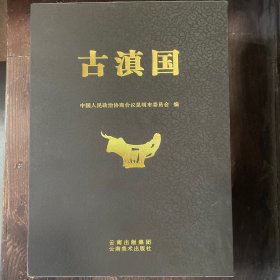 古滇国
中国人民政治协商会议昆明市委员会 编
云南出版集团
云南美术出版社